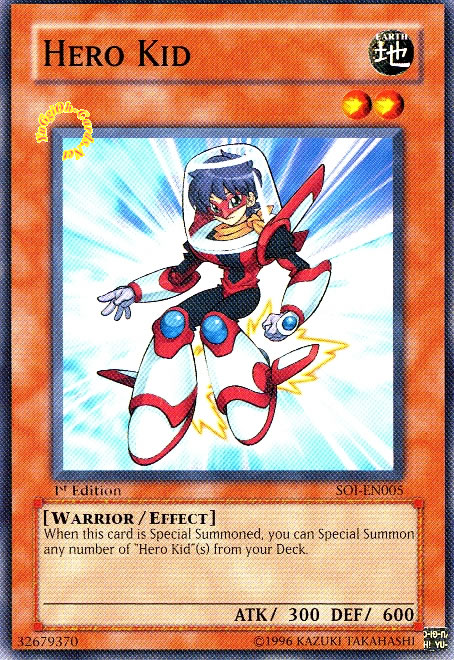 HERO KID
EARTH
地
1ST Edition
SOI-EN005
[WARRIOR / EFFECT]
When this card is Special Summoned, you can Special Summon
any number of "Hero Kid"(s) from your Deck.
ATK/ 300 DEF/ 600
32679370
©1996 KAZUKI TAKAHASHI